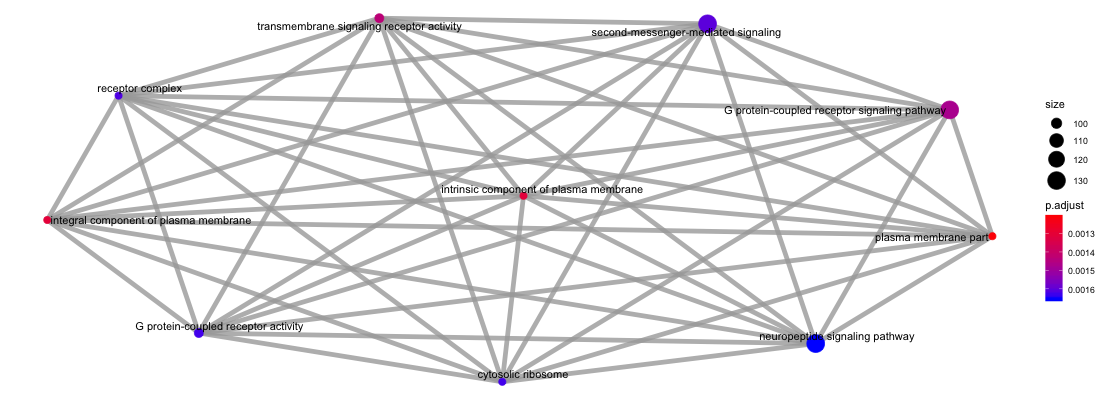 transmembrane signaling receptor activity
second-messenger-mediated signaling
receptor complex
G protein-coupled receptor signaling pathway
intrinsic component of plasma membrane
integral component of plasma membrane
plasma membrane part
G protein-coupled receptor activity
neuropeptide signaling pathway
cytosolic ribosome
size
100
110
120
130
p.adjust
0.0013
0.0014
0.0015
0.0016